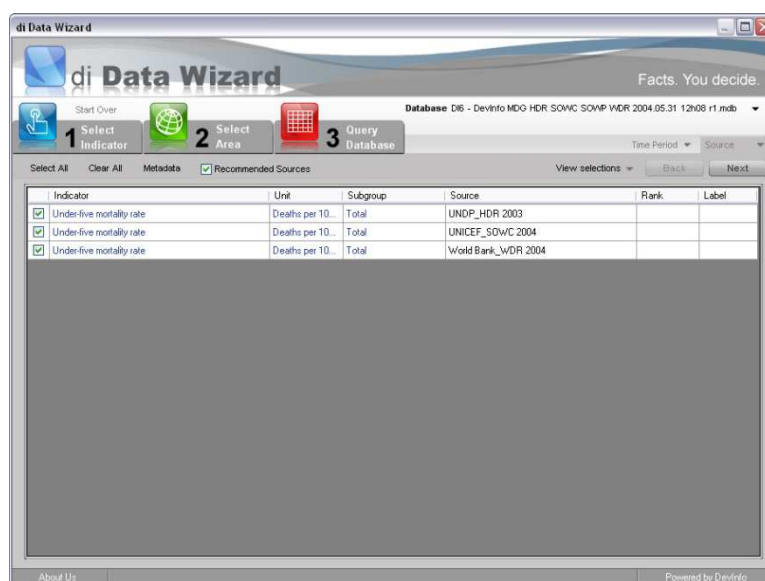 di Data Wizard
di Data Wizard
Facts. You decide.
Start Over
Database DI6 - DevInfo MDG HDR SOWC SOWP WDR 2004.05.31 12h08 r1.mdb
1 Select Indicator
2 Select Area
3 Query Database
Time Period
Source
Select All Clear All Metadata Recommended Sources View selections Back Next
Indicator Unit Subgroup Source Rank Label
Under-five mortality rate Deaths per 10... Total UNDP_HDR 2003
Under-five mortality rate Deaths per 10... Total UNICEF_SOWC 2004
Under-five mortality rate Deaths per 10... Total World Bank_WDR 2004
About Us Powered by DevInfo